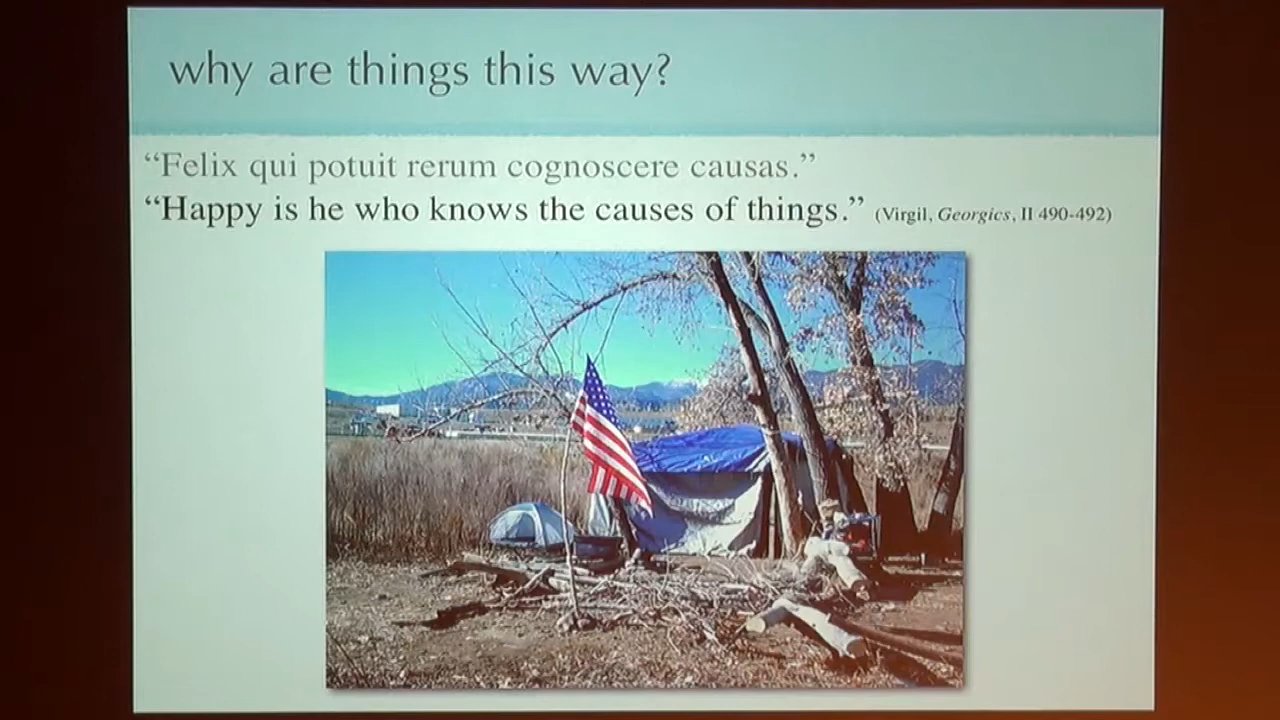 why are things this way?
“Felix qui potuit rerum cognoscere causas.”
“Happy is he who knows the causes of things.” (Virgil, Georgics, II 490-492)